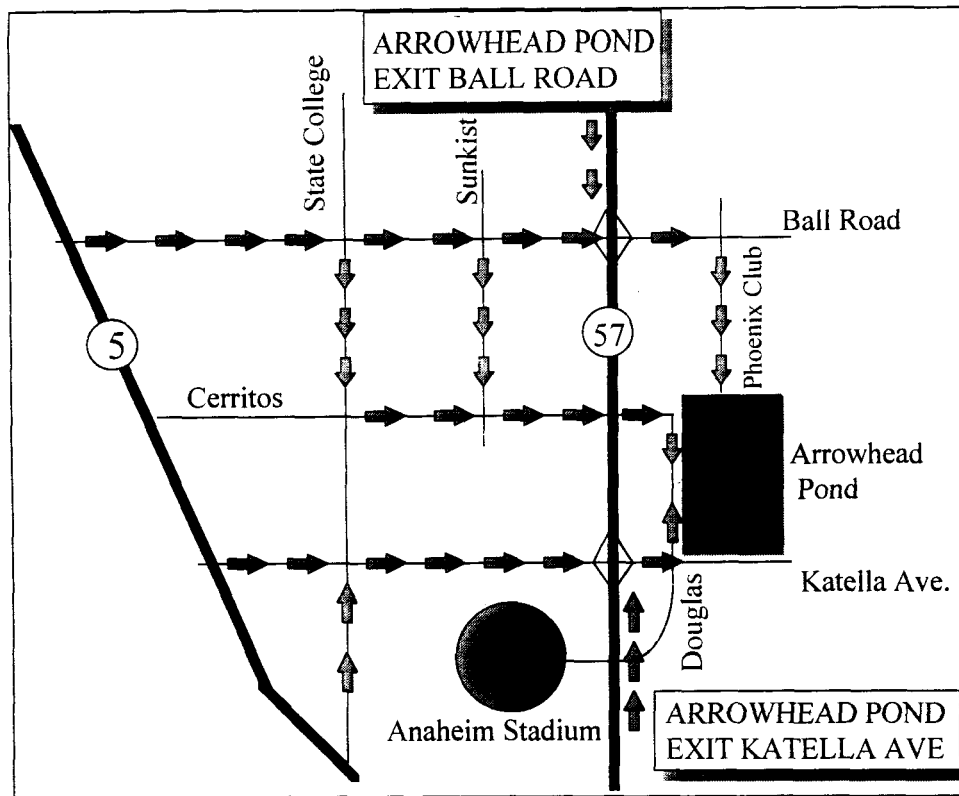 ARROWHEAD POND
EXIT BALL ROAD
State College
Sunkist
Ball Road
Phoenix Club
5
57
Cerritos
Arrowhead
Pond
Katella Ave.
Douglas
Anaheim Stadium
ARROWHEAD POND
EXIT KATELLA AVE